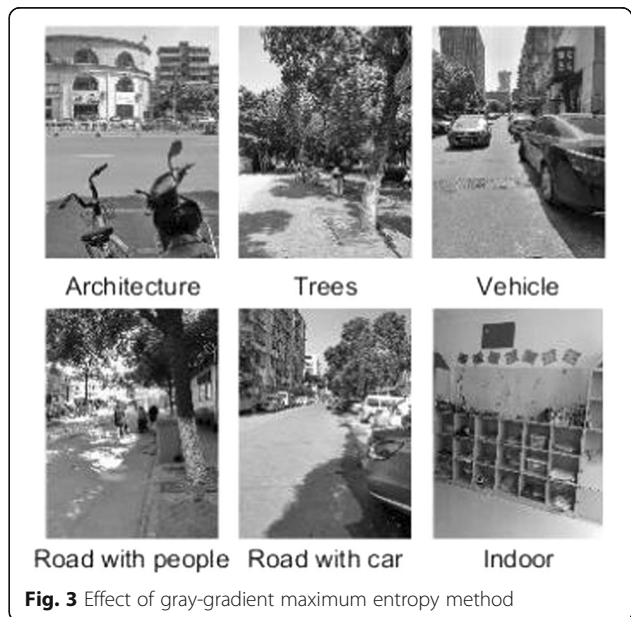 Architecture Trees Vehicle
Road with people Road with car Indoor
Fig. 3 Effect of gray-gradient maximum entropy method